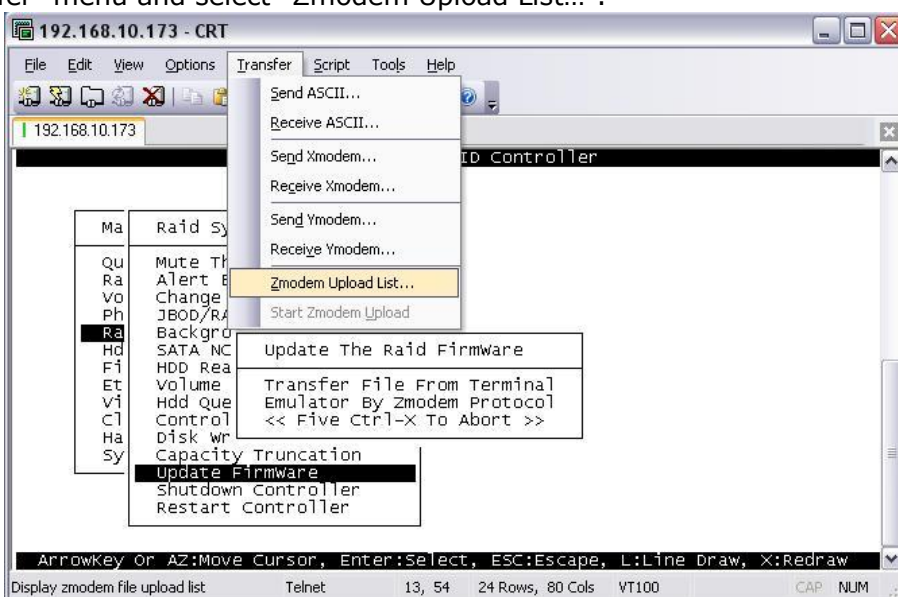 fer" menu and select "Zmodem Upload List...".
192.168.10.173 - CRT
File Edit View Options Transfer Script Tools Help
192.168.10.173
Send ASCII...
Receive ASCII...
Send Xmodem...
Receive Xmodem...
Send Ymodem...
Receive Ymodem...
Zmodem Upload List...
Start Zmodem Upload
ID Controller
Ma
Qu
Ra
Vo
Ph
Ra
Hd
Fi
Et
Vi
Cl
Ha
Sy
Raid Sy
Mute Th
Alert B
Change
JBOD/RA
Backgro
SATA NC
HDD Rea
Volume
Hdd Que
Control
Disk Wr
Capacity Truncation
Update FirmWare
Shutdown Controller
Restart Controller
Update The Raid FirmWare
Transfer File From Terminal
Emulator By Zmodem Protocol
<< Five Ctrl-X To Abort >>
ArrowKey Or AZ:Move Cursor, Enter:Select, ESC:Escape, L:Line Draw, X:Redraw
Display zmodem file upload list Telnet 13, 54 24 Rows, 80 Cols VT100 CAP NUM